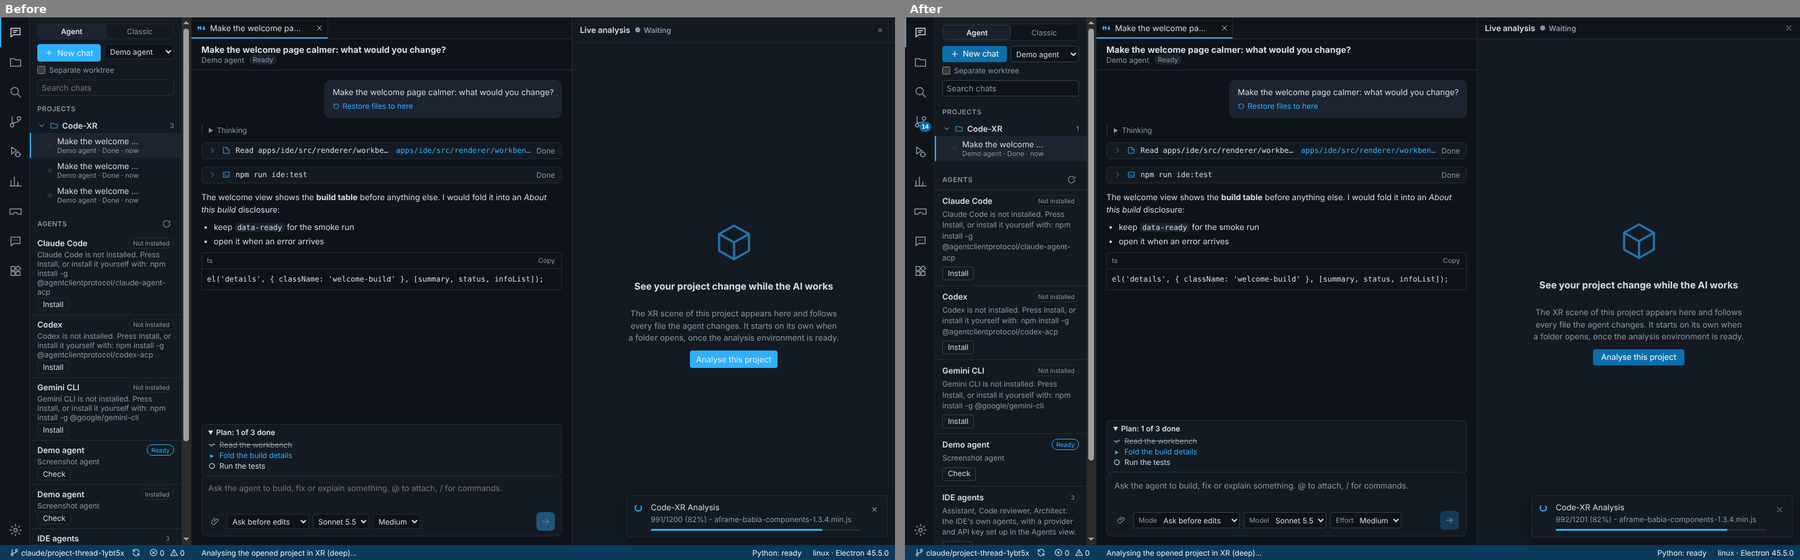 Before
Agent
Classic
+ New chat
Demo agent
Separate worktree
Search chats
PROJECTS
Code-XR
3
Make the welcome ...
Demo agent · Done · now
Make the welcome ...
Demo agent · Done · now
Make the welcome ...
Demo agent · Done · now
AGENTS
Claude Code
Not installed
Claude Code is not installed. Press
Install, or install it yourself with: npm
install -g
@agentclientprotocol/claude-agent-
acp
Install
Codex
Not installed
Codex is not installed. Press Install, or
install it yourself with: npm install -g
@agentclientprotocol/codex-acp
Install
Gemini CLI
Not installed
Gemini CLI is not installed. Press
Install, or install it yourself with: npm
install -g @google/gemini-cli
Install
Demo agent
Ready
Screenshot agent
Check
Demo agent
Installed
Screenshot agent
Check
IDE agents
3
Make the welcome pa...
Make the welcome page calmer: what would you change?
Demo agent
Ready
Make the welcome page calmer: what would you change?
Restore files to here
Thinking
Read apps/ide/src/renderer/workbe…
apps/ide/src/renderer/workben…
Done
npm run ide:test
Done
The welcome view shows the build table before anything else. I would fold it into an About
this build disclosure:
• keep data-ready for the smoke run
• open it when an error arrives
ts
Copy
el('details', { className: 'welcome-build' }, [summary, status, infoList]);
Plan: 1 of 3 done
Read the workbench
Fold the build details
Run the tests
Ask the agent to build, fix or explain something. @ to attach, / for commands.
Ask before edits
Sonnet 5.5
Medium
Live analysis
Waiting
See your project change while the AI works
The XR scene of this project appears here and follows
every file the agent changes. It starts on its own when
a folder opens, once the analysis environment is ready.
Analyse this project
Code-XR Analysis
991/1200 (82%) - aframe-babia-components-1.3.4.min.js
claude/project-thread-1ybt5x
0
0
Analysing the opened project in XR (deep)...
Python: ready
linux · Electron 45.5.0
After
14
Agent
Classic
+ New chat
Demo agent
Separate worktree
Search chats
PROJECTS
Code-XR
1
Make the welcome ...
Demo agent · Done · now
AGENTS
Claude Code
Not installed
Claude Code is not installed. Press
Install, or install it yourself with: npm
install -g
@agentclientprotocol/claude-agent-
acp
Install
Codex
Not installed
Codex is not installed. Press Install, or
install it yourself with: npm install -g
@agentclientprotocol/codex-acp
Install
Gemini CLI
Not installed
Gemini CLI is not installed. Press
Install, or install it yourself with: npm
install -g @google/gemini-cli
Install
Demo agent
Ready
Screenshot agent
Check
IDE agents
3
Assistant, Code reviewer, Architect:
the IDE's own agents, with a provider
and API key set up in the Agents view.
Make the welcome pa...
Make the welcome page calmer: what would you change?
Demo agent
Ready
Make the welcome page calmer: what would you change?
Restore files to here
Thinking
Read apps/ide/src/renderer/workbe…
apps/ide/src/renderer/workben…
Done
npm run ide:test
Done
The welcome view shows the build table before anything else. I would fold it into an About
this build disclosure:
• keep data-ready for the smoke run
• open it when an error arrives
ts
Copy
el('details', { className: 'welcome-build' }, [summary, status, infoList]);
Plan: 1 of 3 done
Read the workbench
Fold the build details
Run the tests
Ask the agent to build, fix or explain something. @ to attach, / for commands.
Mode Ask before edits
Model Sonnet 5.5
Effort Medium
Live analysis
Waiting
See your project change while the AI works
The XR scene of this project appears here and follows
every file the agent changes. It starts on its own when
a folder opens, once the analysis environment is ready.
Analyse this project
Code-XR Analysis
992/1201 (82%) - aframe-babia-components-1.3.4.min.js
claude/project-thread-1ybt5x
0
0
Analysing the opened project in XR (deep)...
Python: ready
linux · Electron 45.5.0